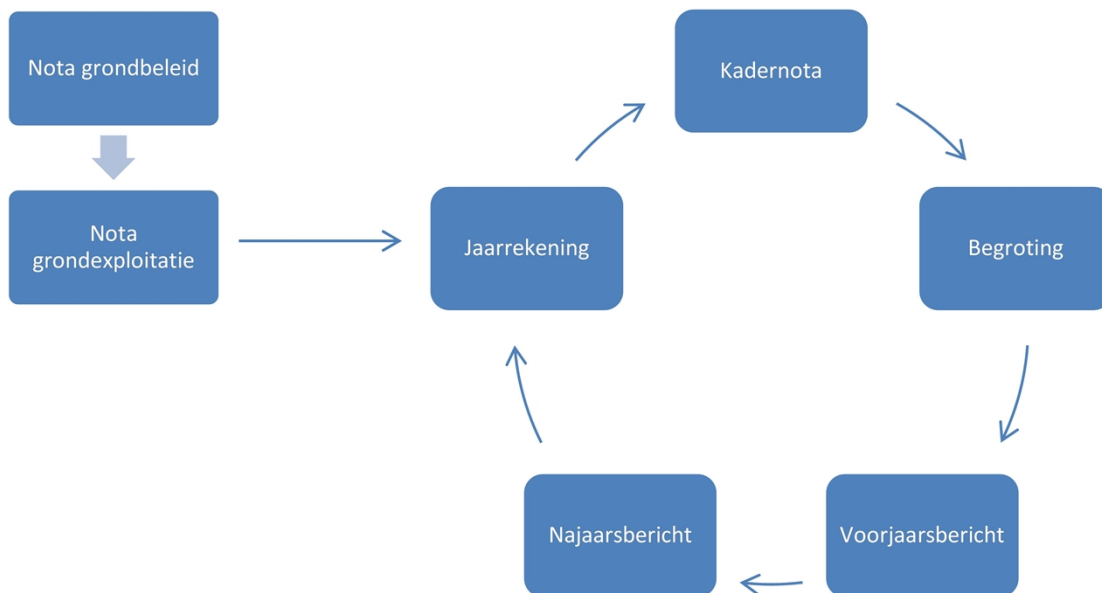 Nota grondbeleid
Nota
grondexploitatie
Kadernota
Jaarrekening
Begroting
Najaarsbericht
Voorjaarsbericht